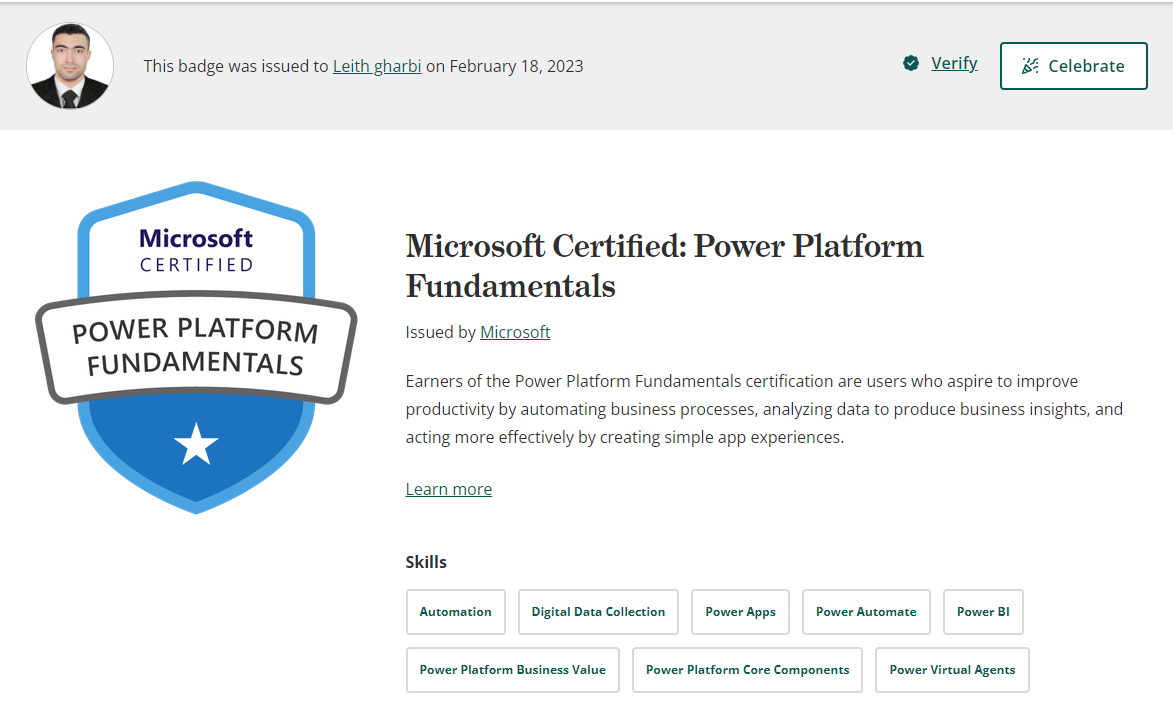 This badge was issued to Leith gharbi on February 18, 2023
Verify
Celebrate
Microsoft
CERTIFIED
POWER PLATFORM
FUNDAMENTALS
Microsoft Certified: Power Platform
Fundamentals
Issued by Microsoft
Earners of the Power Platform Fundamentals certification are users who aspire to improve
productivity by automating business processes, analyzing data to produce business insights, and
acting more effectively by creating simple app experiences.
Learn more
Skills
Automation
Digital Data Collection
Power Apps
Power Automate
Power BI
Power Platform Business Value
Power Platform Core Components
Power Virtual Agents